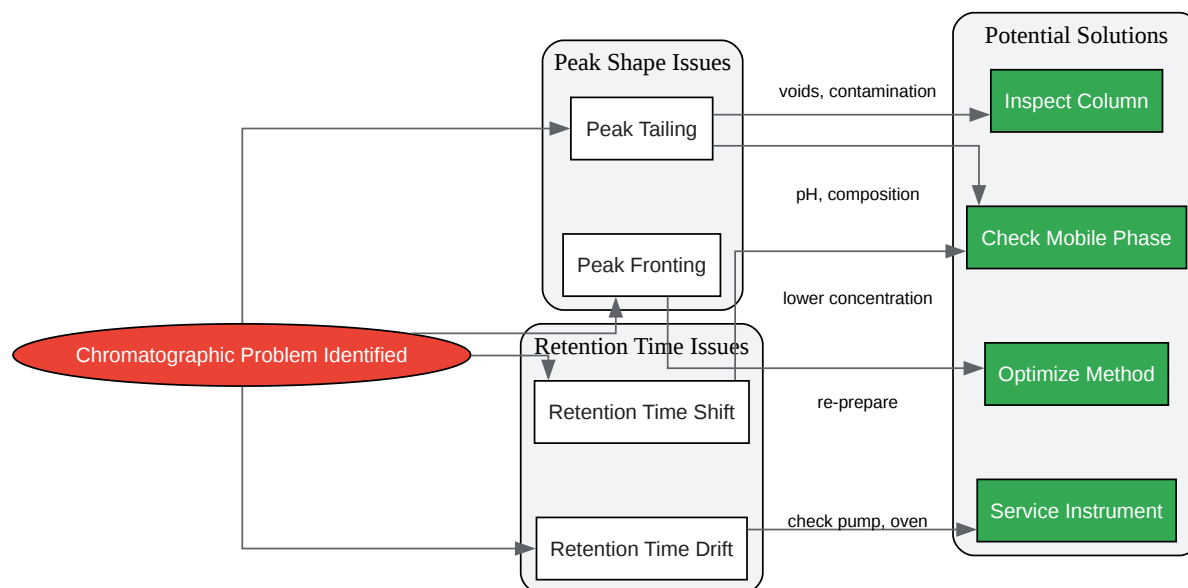 Potential Solutions
Peak Shape Issues
voids, contamination
Inspect Column
Peak Tailing
pH, composition
Check Mobile Phase
Peak Fronting
lower concentration
Chromatographic Problem Identified
Retention Time Issues
Optimize Method
re-prepare
Retention Time Shift
Service Instrument
check pump, oven
Retention Time Drift